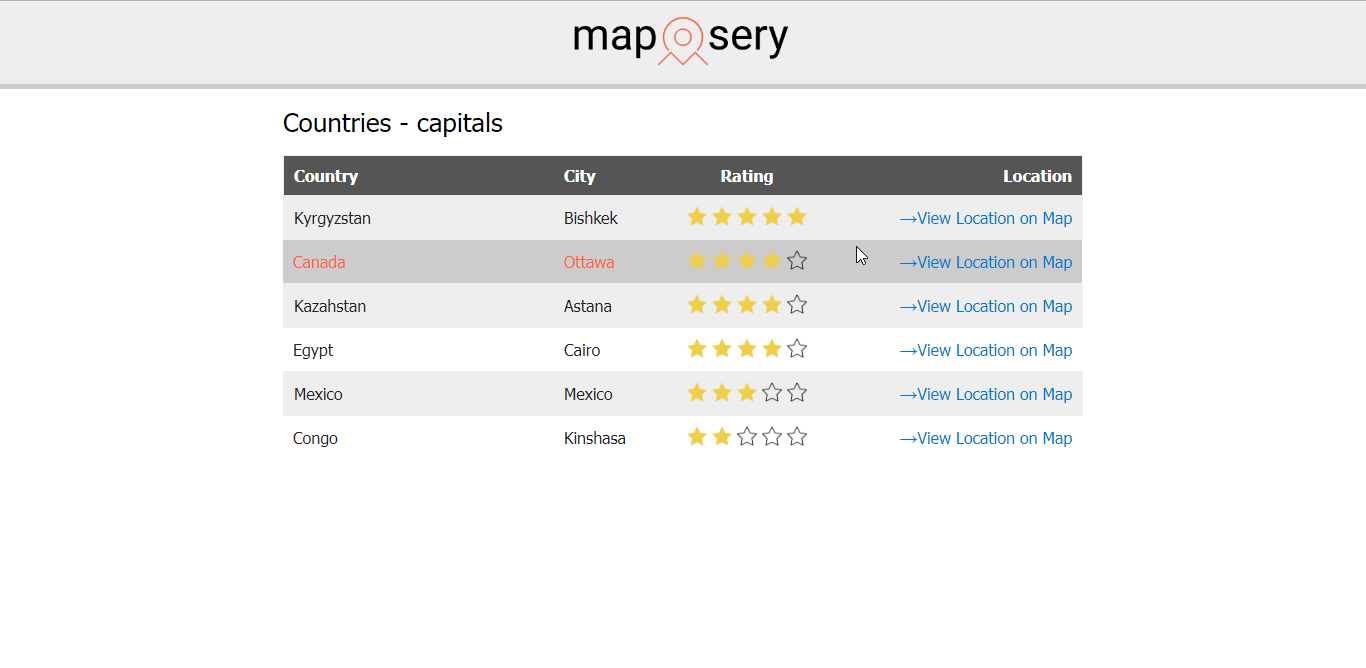 map sery
Countries - capitals
Country City Rating Location
Kyrgyzstan Bishkek →View Location on Map
Canada Ottawa →View Location on Map
Kazahstan Astana →View Location on Map
Egypt Cairo →View Location on Map
Mexico Mexico →View Location on Map
Congo Kinshasa →View Location on Map